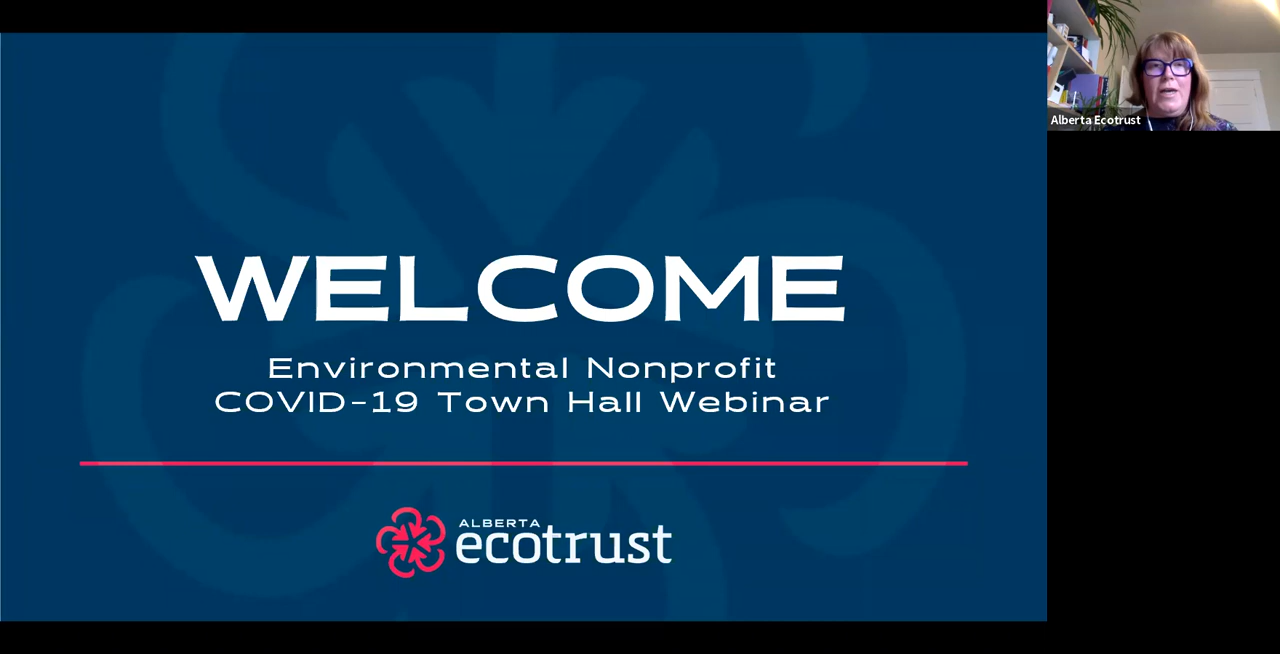 WELCOME
Environmental Nonprofit
COVID-19 Town Hall Webinar
ALBERTA
ecotrust
Alberta Ecotrust